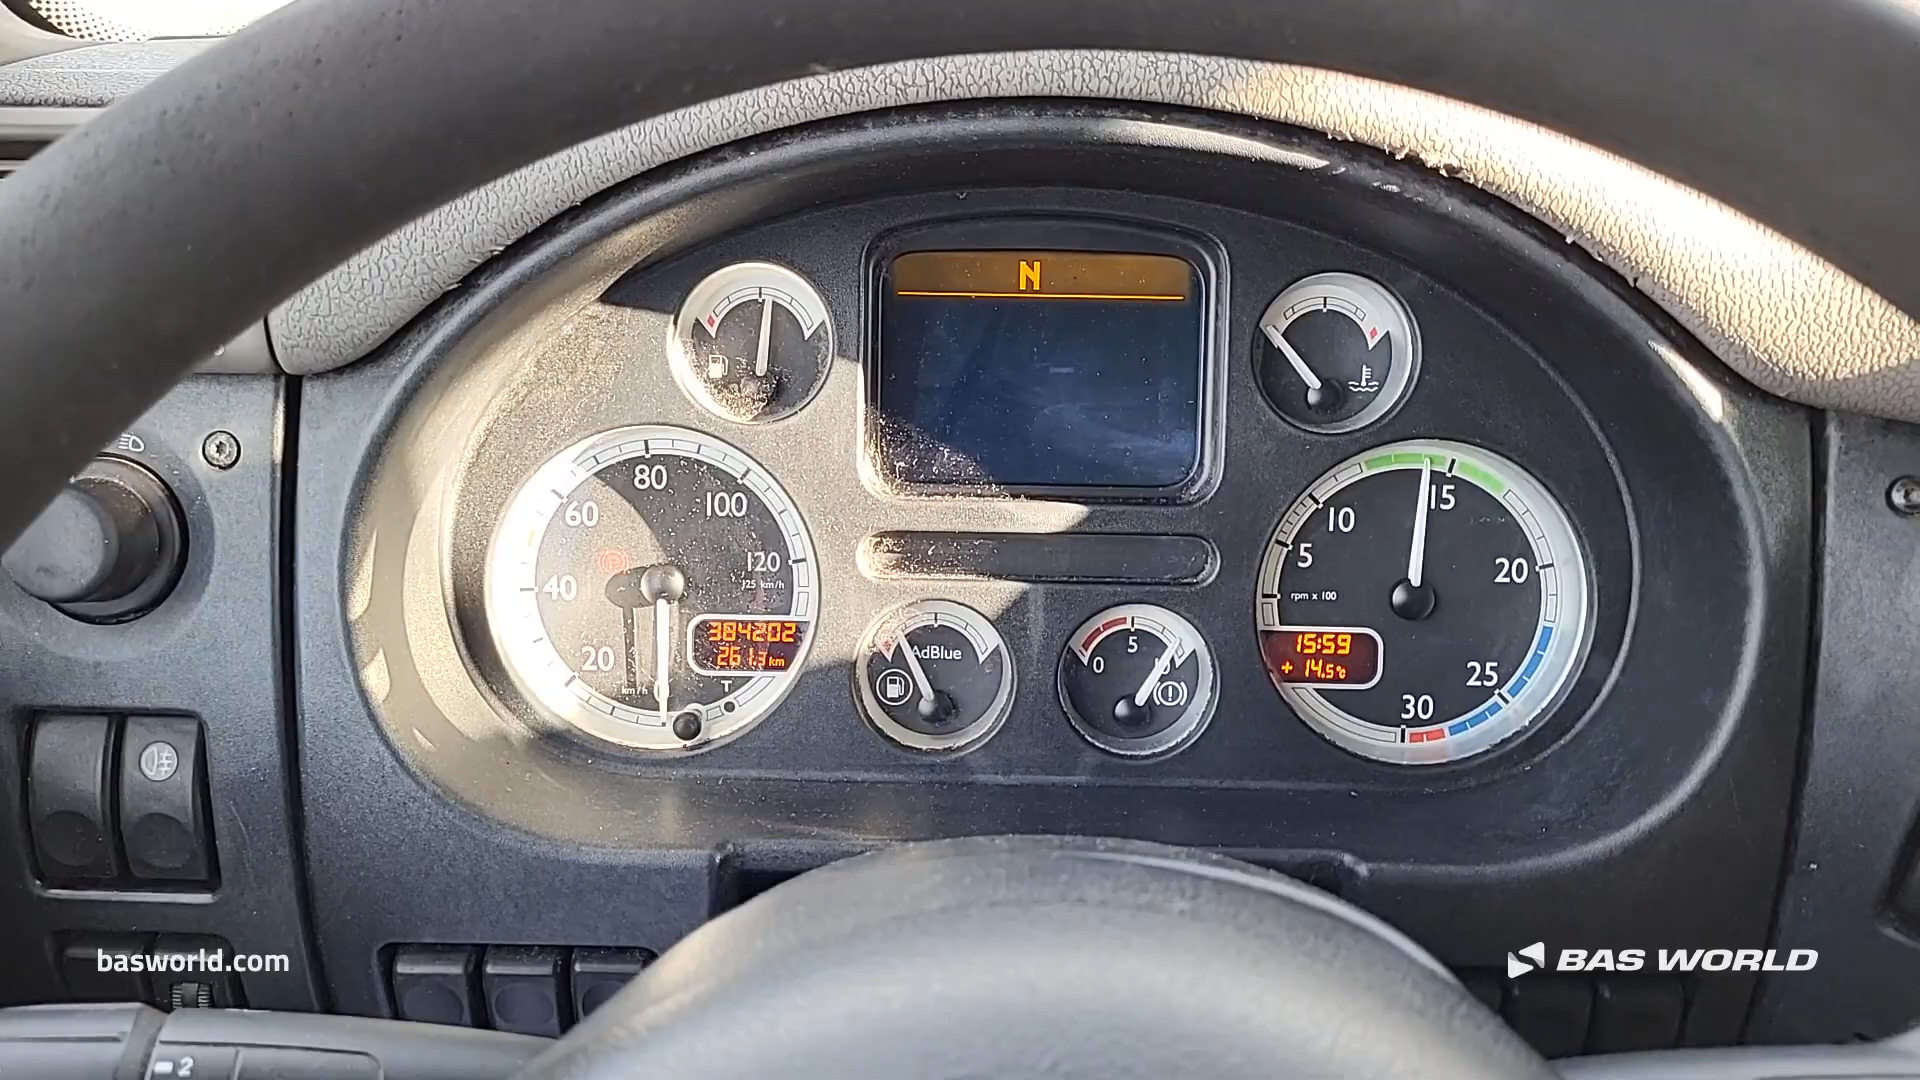 N
80
100
60
120
125 km/h
40
20
km/h
384202
261.3 km
T
AdBlue
0
5
10
15
10
5
20
rpm x 100
15:59
+ 14.5°C
25
30
2
basworld.com
BAS WORLD